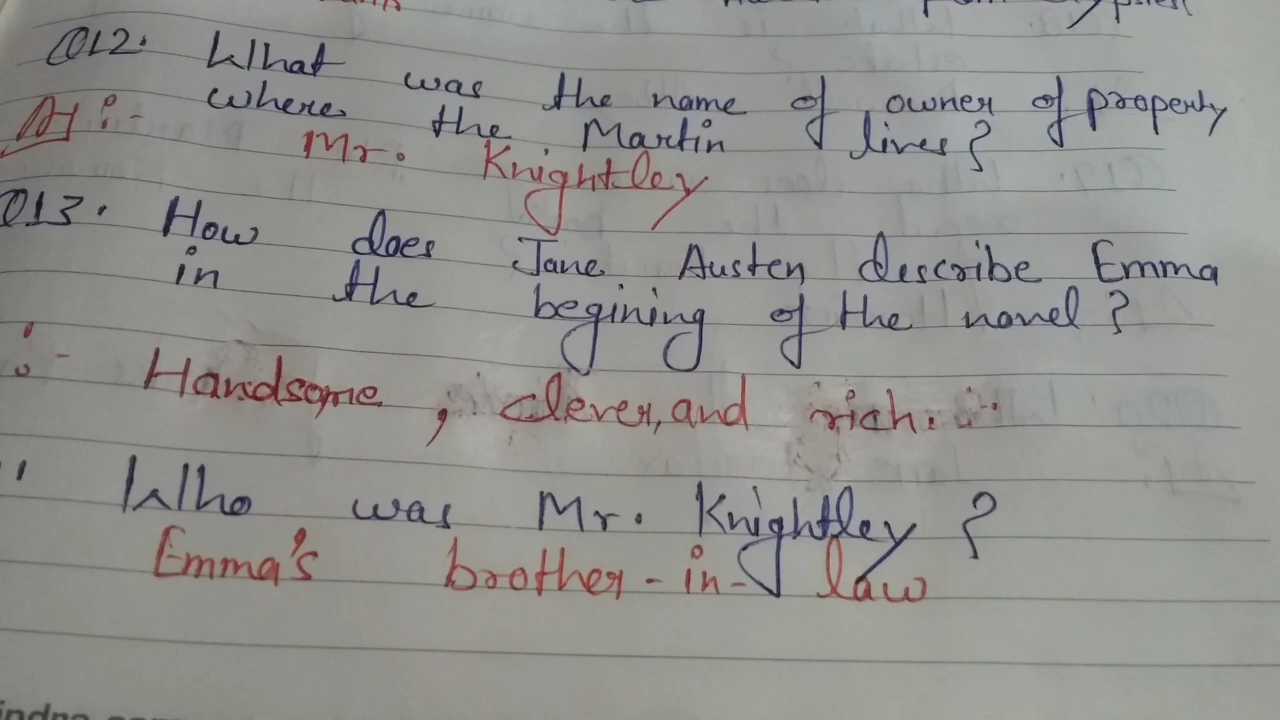 Q12. What was the name of owner of property
where the Martin lives?
A :- Mr. Knightley
Q13. How does Jane Austen describe Emma
in the begining of the novel?
:- Handsome, clever, and rich.
Who was Mr. Knightley?
Emma's brother-in-law